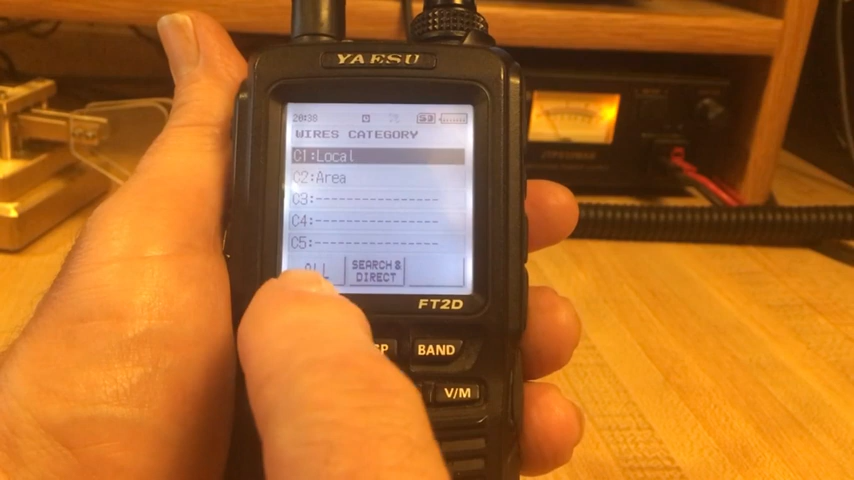 YAESU
20:38
WIRES CATEGORY
C1:Local
C2:Area
C3:-----------------
C4:-----------------
C5:-----------------
ALL
SEARCH &
DIRECT
FT2D
BAND
V/M